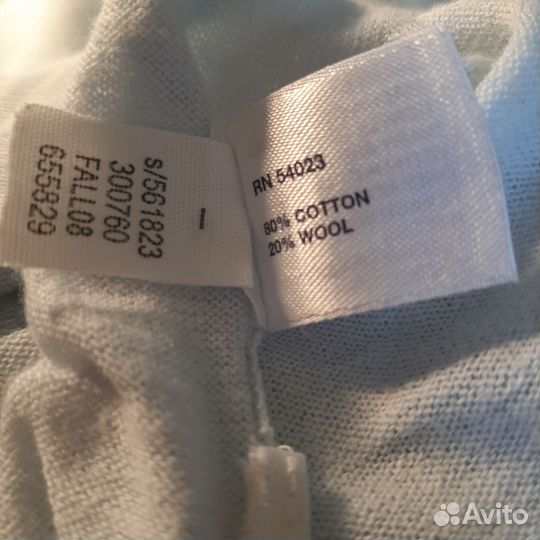 s/561823
300760
FALL08
655829
RN 54023
80% COTTON
20% WOOL
Avito